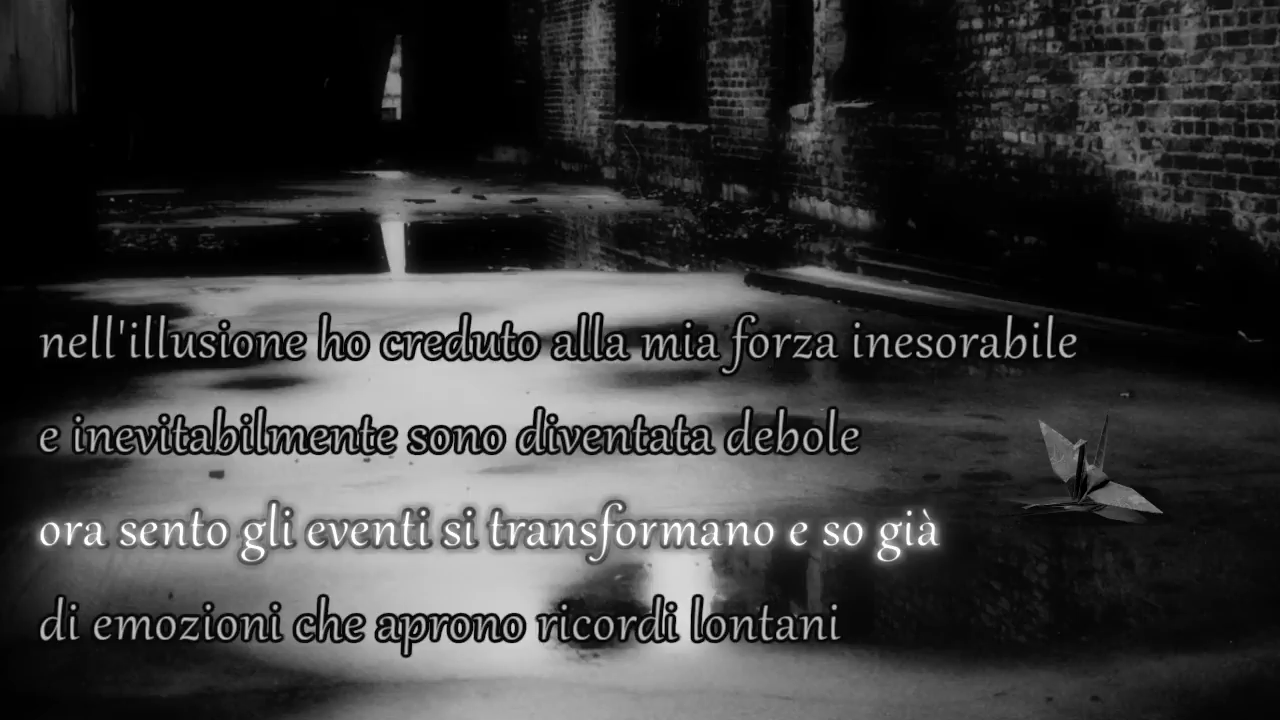 nell'illusione ho creduto alla mia forza inesorabile
e inevitabilmente sono diventata debole
ora sento gli eventi si transformano e so già
di emozioni che aprono ricordi lontani